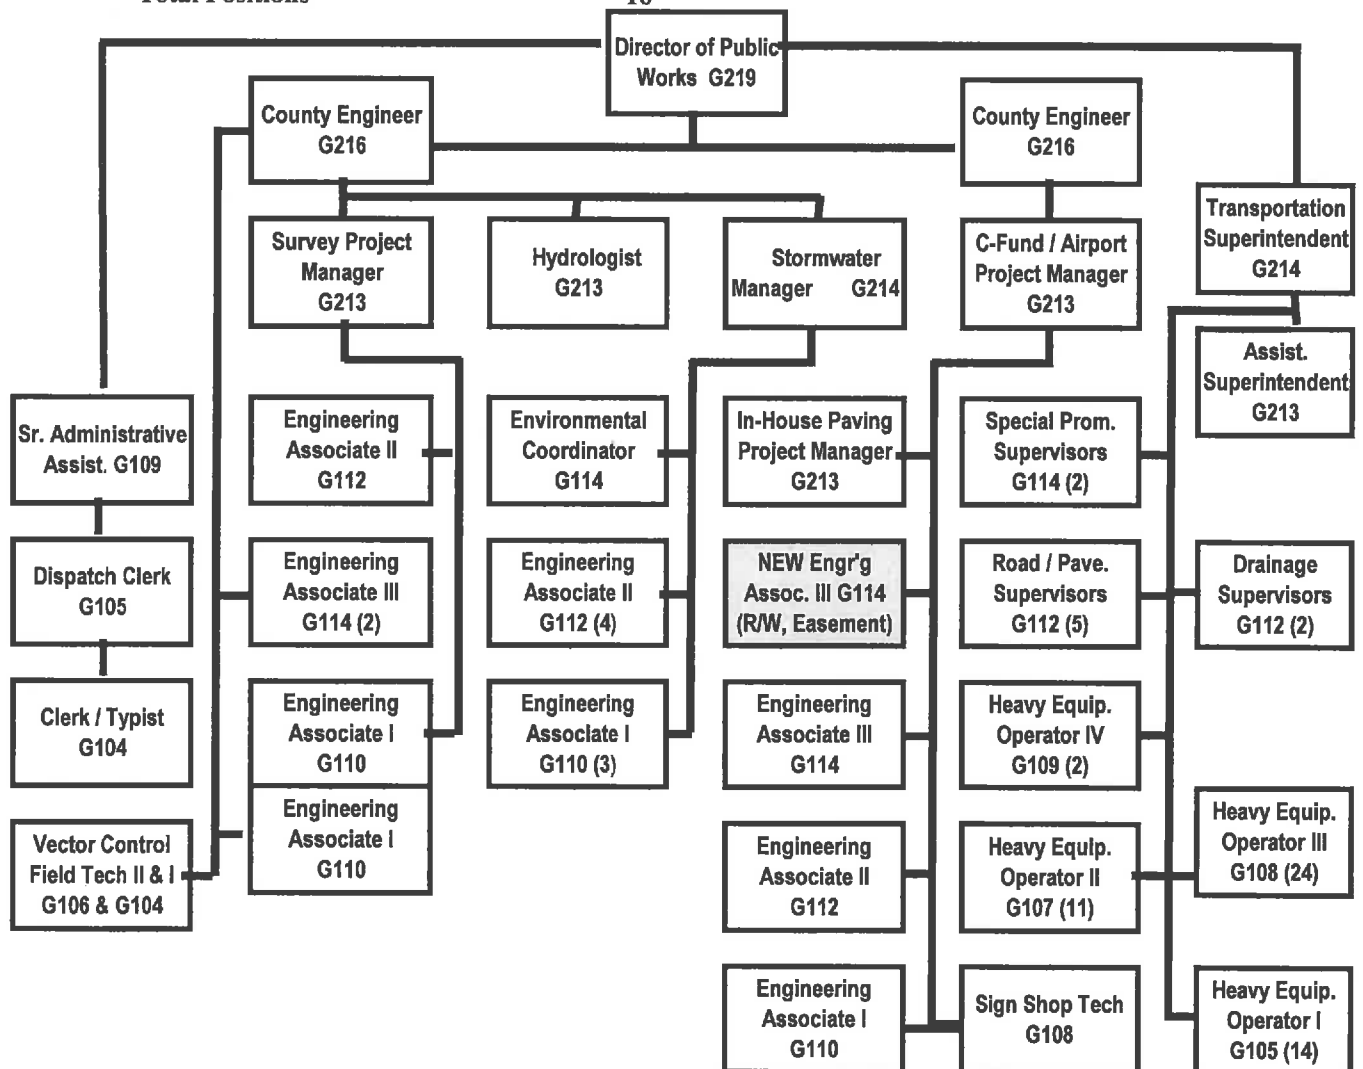 Total Positions
Director of Public
Works G219
County Engineer
G216
County Engineer
G216
Transportation
Superintendent
G214
Survey Project
Manager
G213
Hydrologist
G213
Stormwater
Manager G214
C-Fund / Airport
Project Manager
G213
Assist.
Superintendent
G213
Sr. Administrative
Assist. G109
Engineering
Associate II
G112
Environmental
Coordinator
G114
In-House Paving
Project Manager
G213
Special Prom.
Supervisors
G114 (2)
Dispatch Clerk
G105
Engineering
Associate III
G114 (2)
Engineering
Associate II
G112 (4)
NEW Engr'g
Assoc. III G114
(R/W, Easement)
Road / Pave.
Supervisors
G112 (5)
Drainage
Supervisors
G112 (2)
Clerk / Typist
G104
Engineering
Associate I
G110
Engineering
Associate I
G110 (3)
Engineering
Associate III
G114
Heavy Equip.
Operator IV
G109 (2)
Engineering
Associate I
G110
Heavy Equip.
Operator III
G108 (24)
Vector Control
Field Tech II & I
G106 & G104
Engineering
Associate II
G112
Heavy Equip.
Operator II
G107 (11)
Engineering
Associate I
G110
Sign Shop Tech
G108
Heavy Equip.
Operator I
G105 (14)